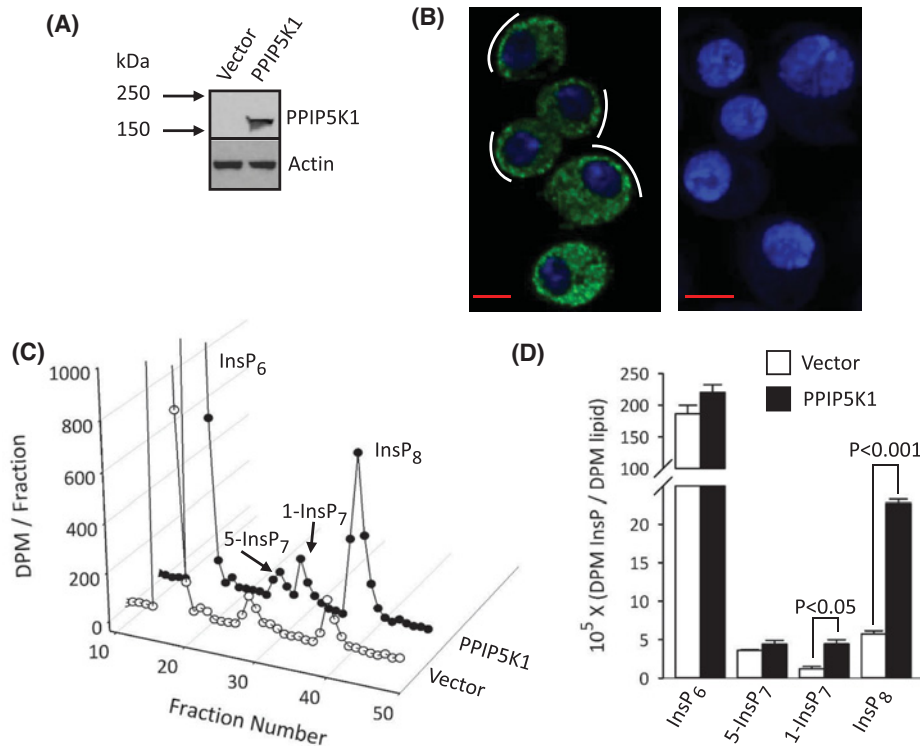 (A)
kDa
250
150
Vector
PPIP5K1
PPIP5K1
Actin
(B)
(C)
DPM / Fraction
1000
800
600
400
200
0
InsP6
5-InsP7
1-InsP7
InsP8
10
20
30
40
50
Fraction Number
PPIP5K1
Vector
(D)
Vector
PPIP5K1
10^5 X (DPM InsP / DPM lipid)
250
200
150
100
20
15
10
5
0
P<0.05
P<0.001
InsP6
5-InsP7
1-InsP7
InsP8